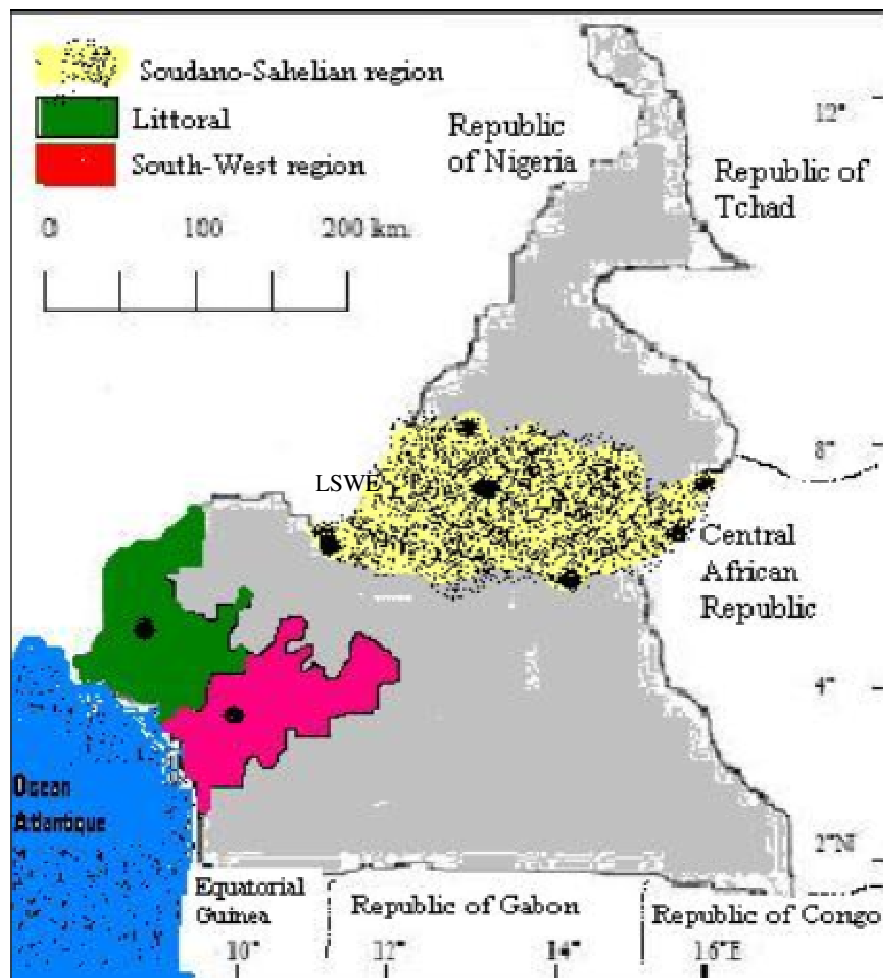 Soudano-Sahelian region
Littoral
South-West region
0 100 200 km
Republic
of Nigeria
Republic of
Tchad
12°
8°
LSWE
Central
African
Republic
4°
Ocean
Atlantique
2°N
Equatorial
Guinea
Republic of Gabon
Republic of Congo
10° 12° 14° 16°E